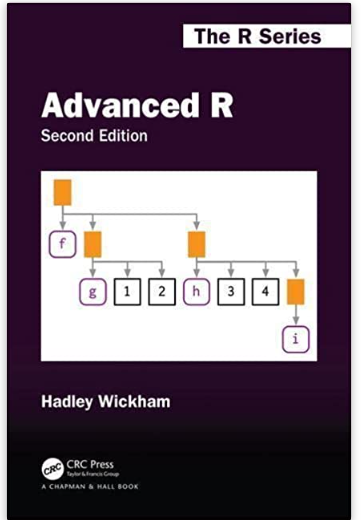 The R Series
Advanced R
Second Edition
f
g 1 2 h 3 4
i
Hadley Wickham
CRC CRC Press
Taylor & Francis Group
A CHAPMAN & HALL BOOK